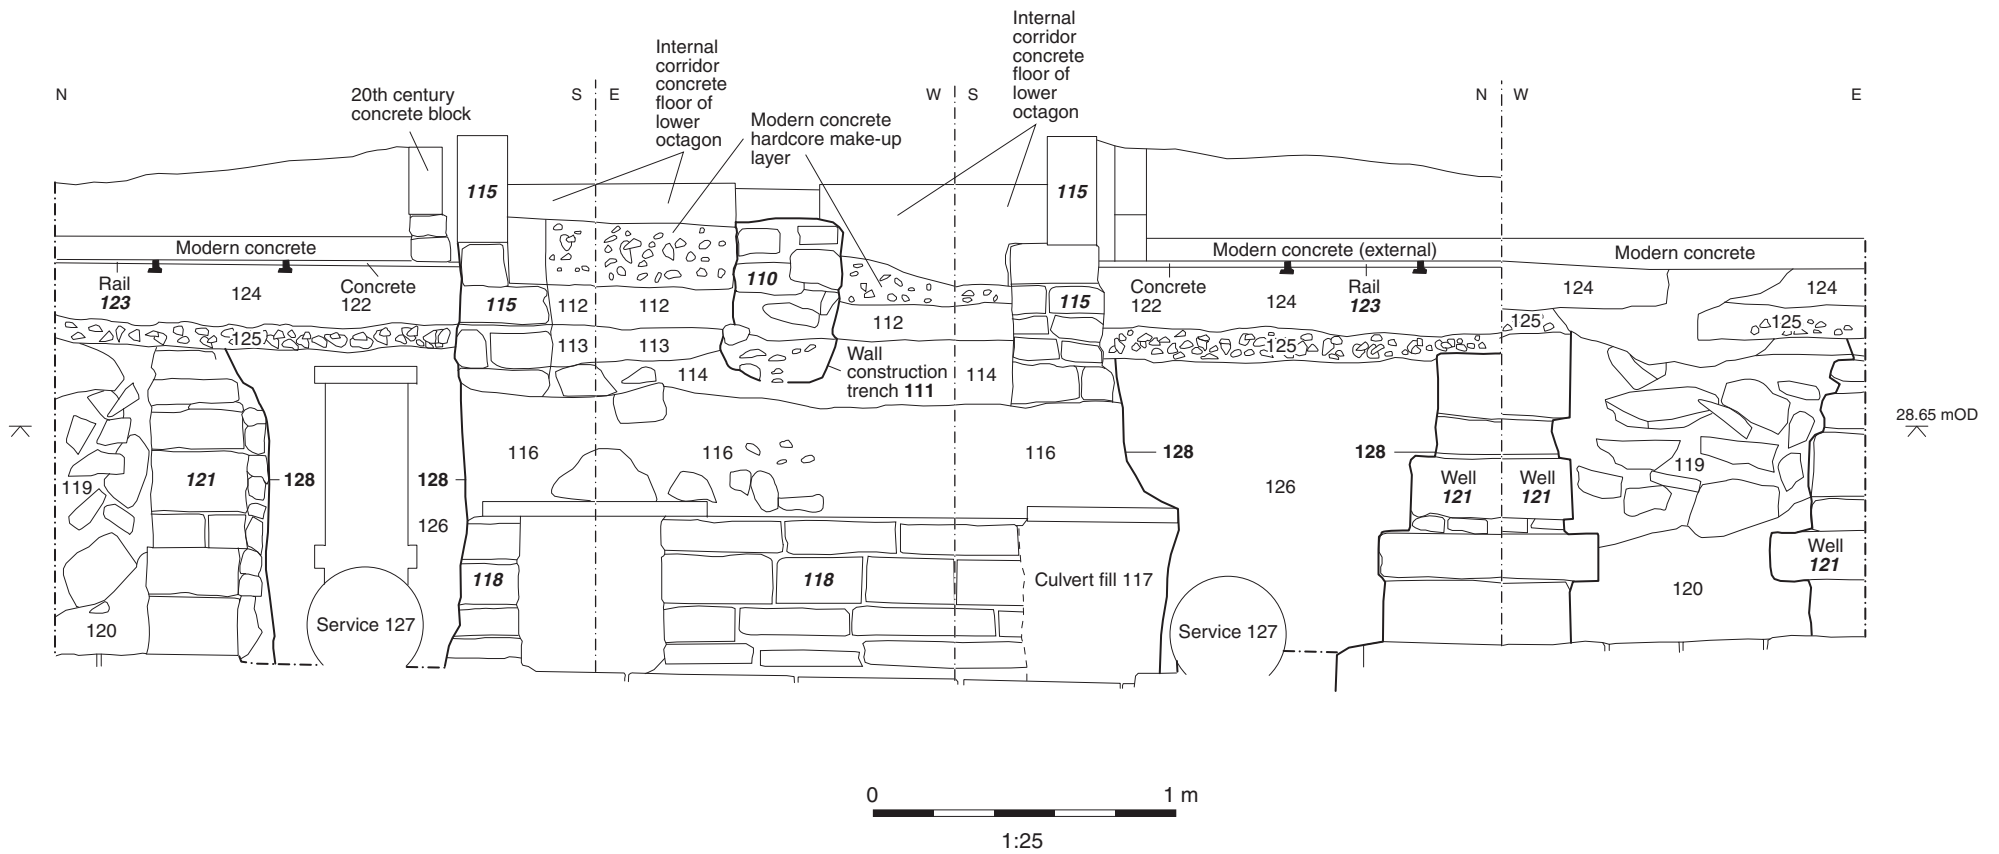 Internal
corridor
concrete
floor of
lower
octagon
Internal
corridor
concrete
floor of
lower
octagon
20th century
concrete block
Modern concrete
hardcore make-up
layer
N
S E
W S
N W
E
115
115
Modern concrete
Modern concrete (external)
Modern concrete
Rail
123
124
Concrete
122
115
112
112
110
112
115
Concrete
122
124
Rail
123
124
124
125
113
113
125
125
125
114
Wall
construction
trench 111
114
28.65 mOD
119
121
128
128
116
116
116
128
128
126
Well
121
Well
121
119
126
118
118
Culvert fill 117
Well
121
120
Service 127
Service 127
120
0
1 m
1:25